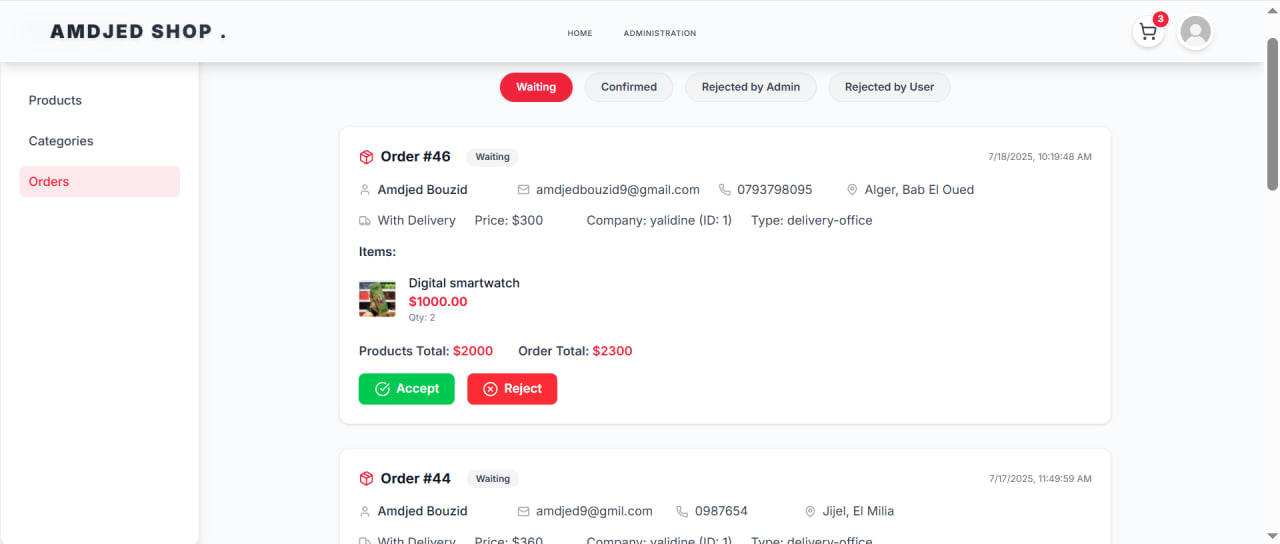 AMDJED SHOP .
HOME ADMINISTRATION
3
Products
Categories
Orders
Waiting Confirmed Rejected by Admin Rejected by User
Order #46 Waiting 7/18/2025, 10:19:48 AM
Amdjed Bouzid amdjedbouzid9@gmail.com 0793798095 Alger, Bab El Oued
With Delivery Price: $300 Company: yalidine (ID: 1) Type: delivery-office
Items:
Digital smartwatch
$1000.00
Qty: 2
Products Total: $2000 Order Total: $2300
Accept Reject
Order #44 Waiting 7/17/2025, 11:49:59 AM
Amdjed Bouzid amdjed9@gmil.com 0987654 Jijel, El Milia
With Delivery Price: $360 Company: yalidine (ID: 1) Type: delivery-office